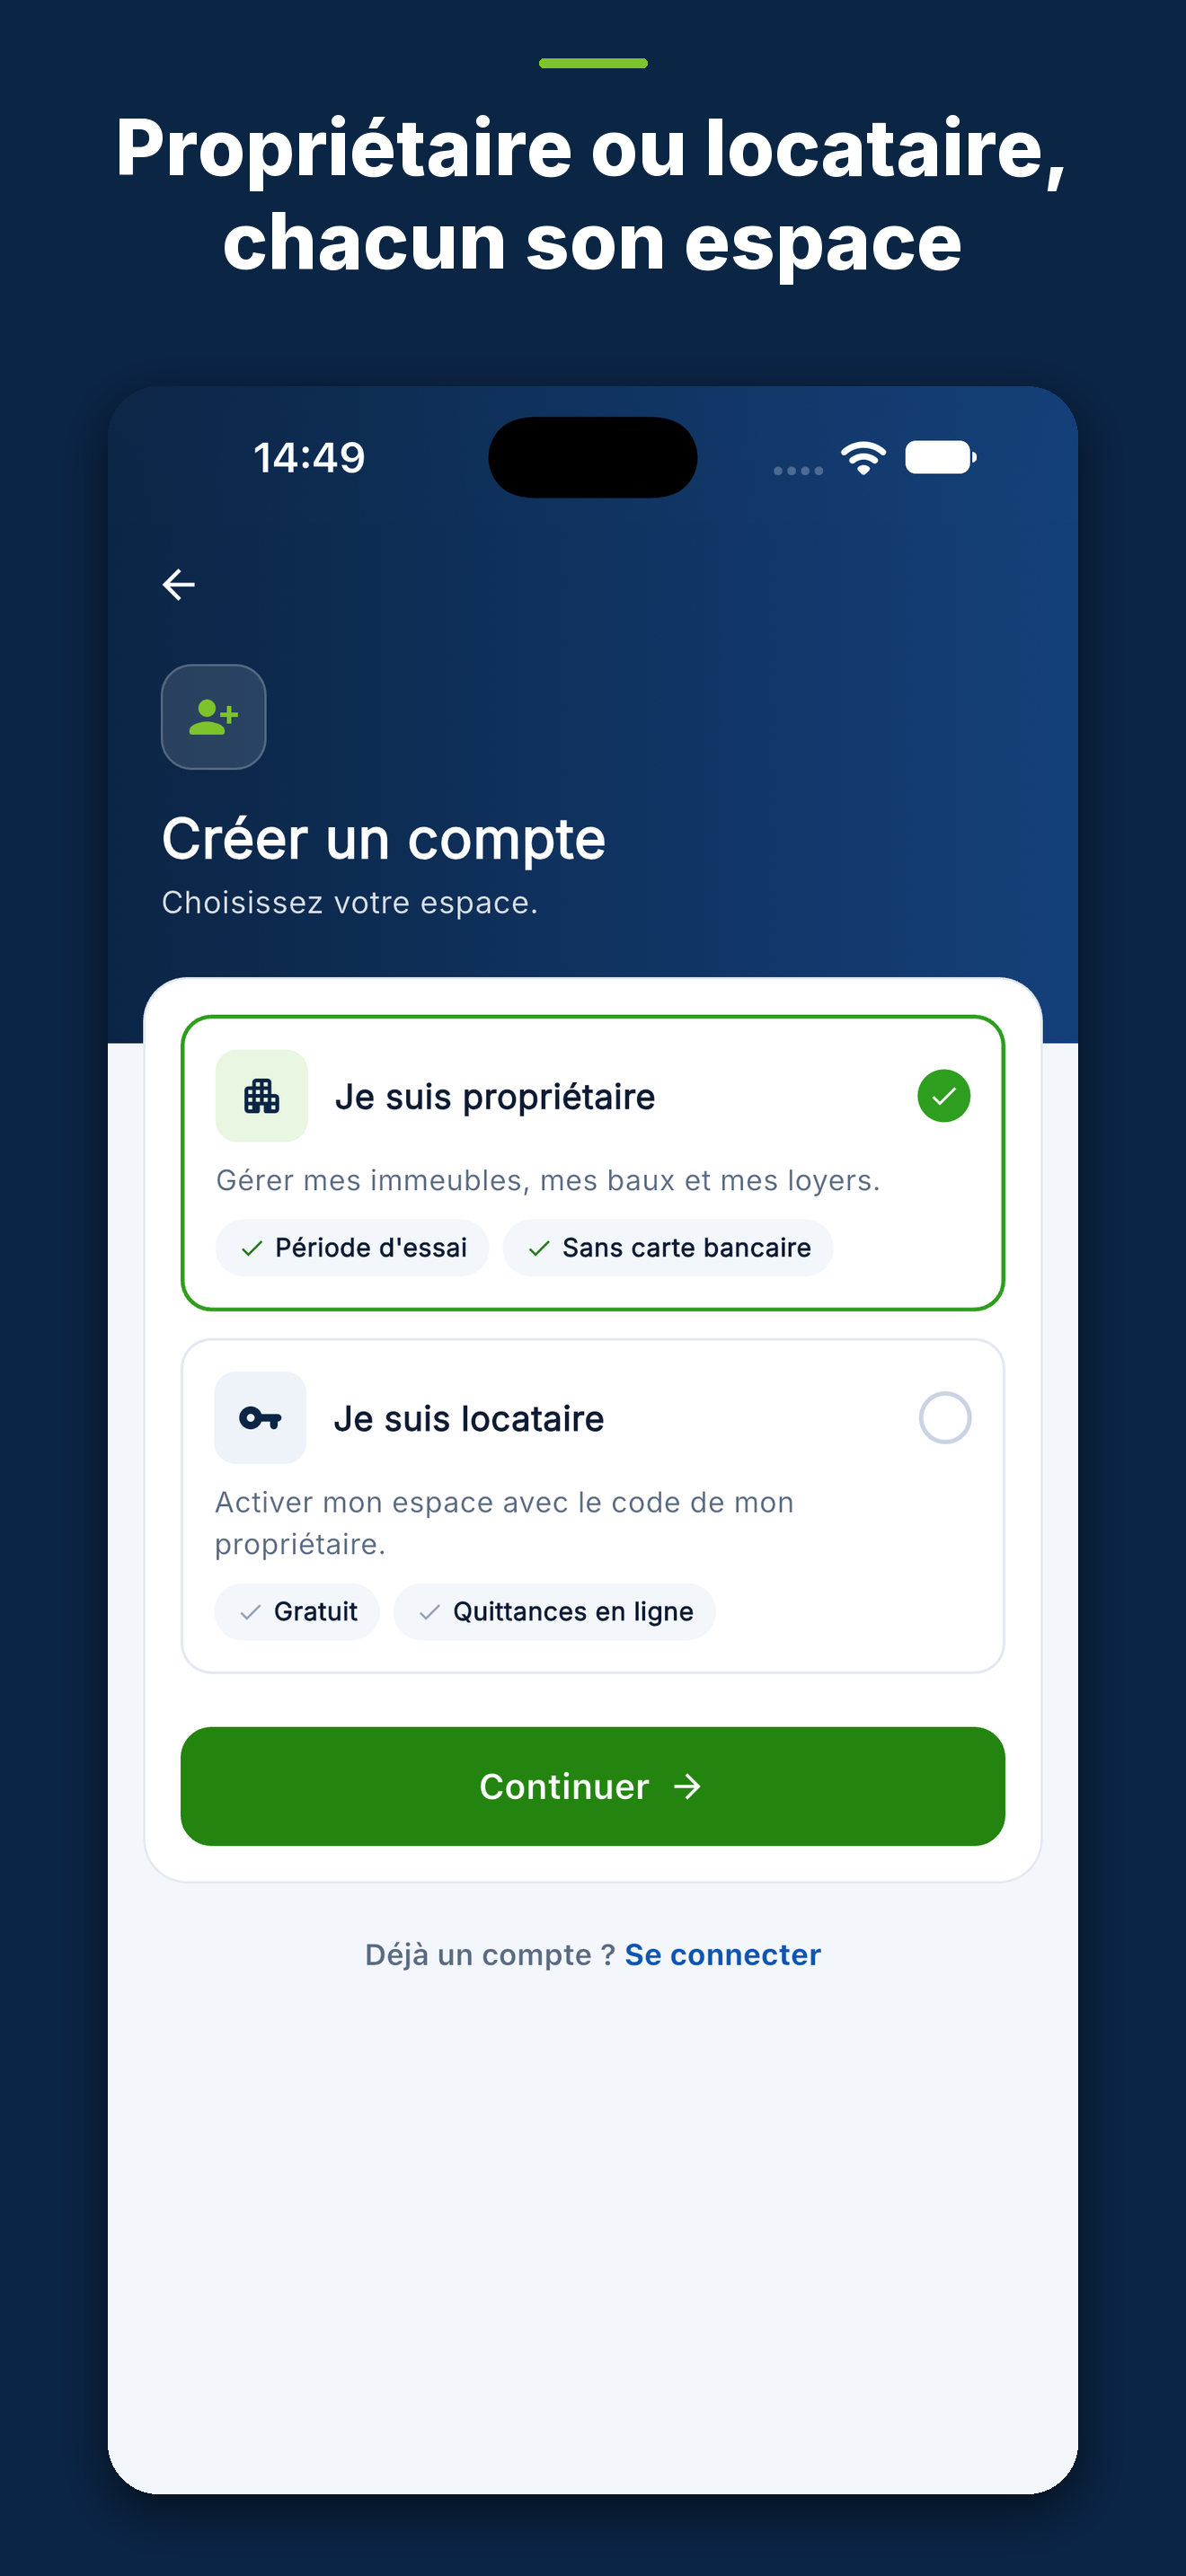 Propriétaire ou locataire,
chacun son espace
14:49
Créer un compte
Choisissez votre espace.
Je suis propriétaire
Gérer mes immeubles, mes baux et mes loyers.
Période d'essai
Sans carte bancaire
Je suis locataire
Activer mon espace avec le code de mon
propriétaire.
Gratuit
Quittances en ligne
Continuer
Déjà un compte ? Se connecter